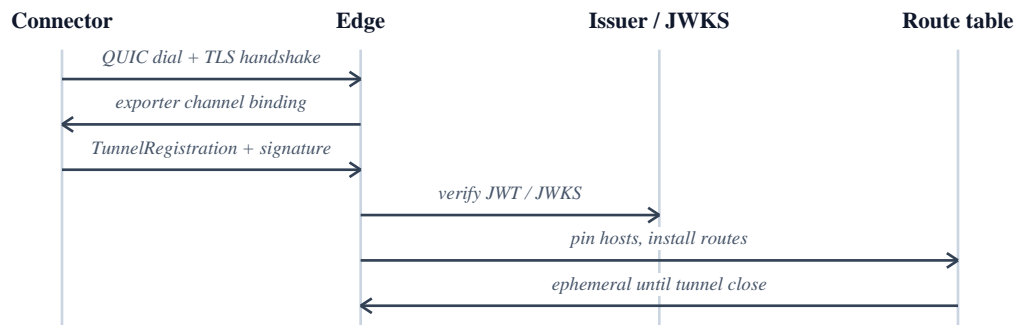 Connector Edge Issuer / JWKS Route table
QUIC dial + TLS handshake
exporter channel binding
TunnelRegistration + signature
verify JWT / JWKS
pin hosts, install routes
ephemeral until tunnel close